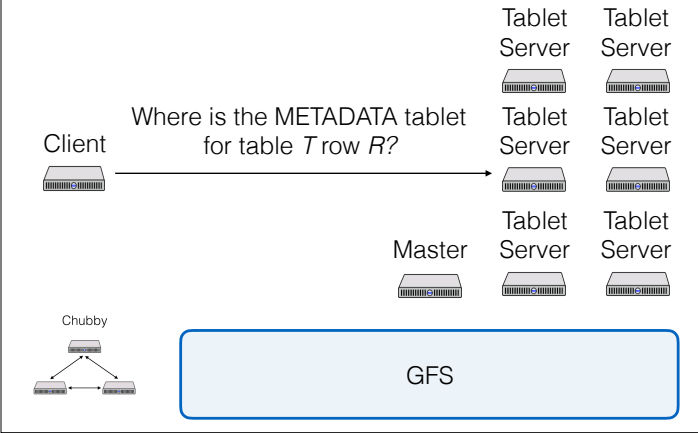 Tablet
Server
Tablet
Server
Where is the METADATA tablet
for table T row R?
Client
Tablet
Server
Tablet
Server
Master
Tablet
Server
Tablet
Server
Chubby
GFS